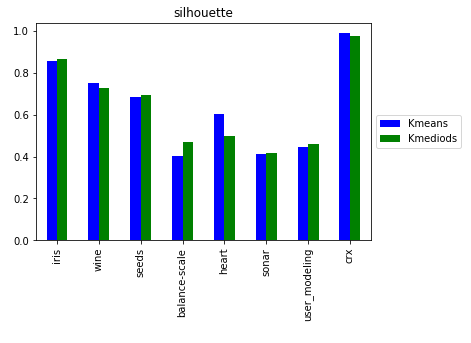 silhouette
1.0
0.8
0.6
0.4
0.2
0.0
iris
wine
seeds
balance-scale
heart
sonar
user_modeling
crx
Kmeans
Kmediods